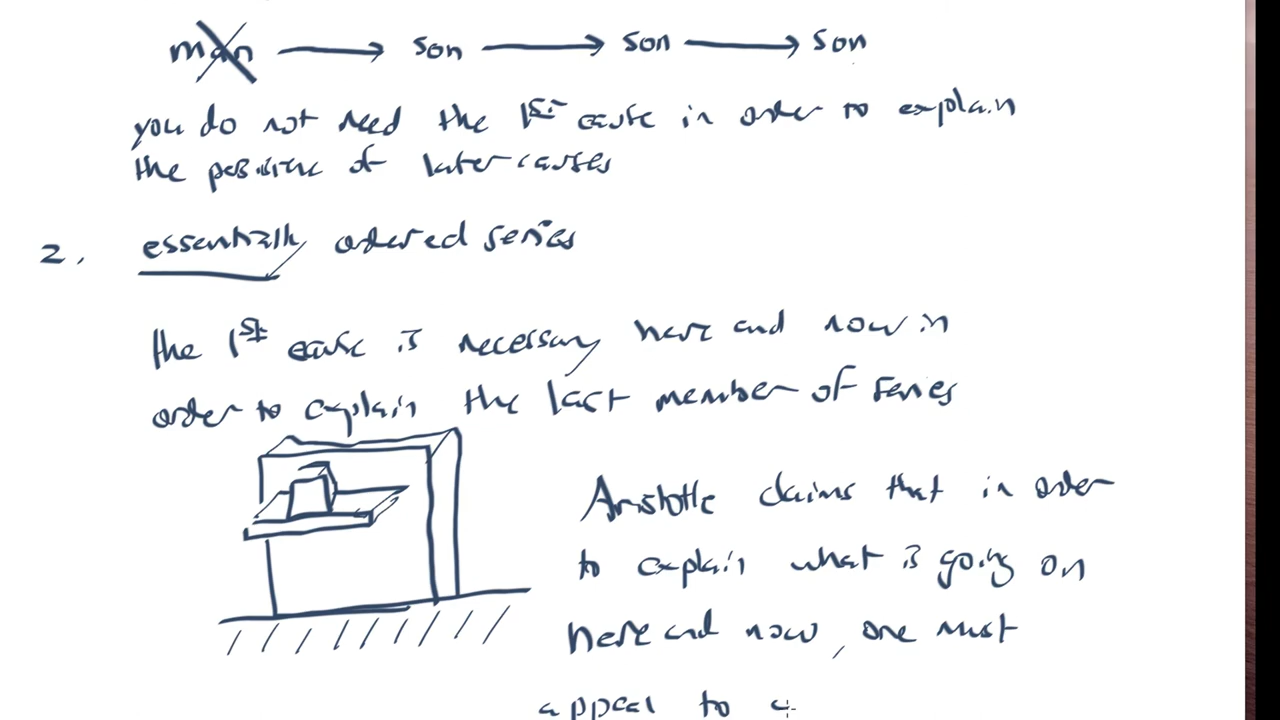 man → son → son → son
you do not need the 1st cause in order to explain
the of later causes
2. essentially ordered series
the 1st cause is necessary here and now in
order to explain the last member of series
Aristotle claims that in order
to explain what is going on
here and now, one must
appeal to